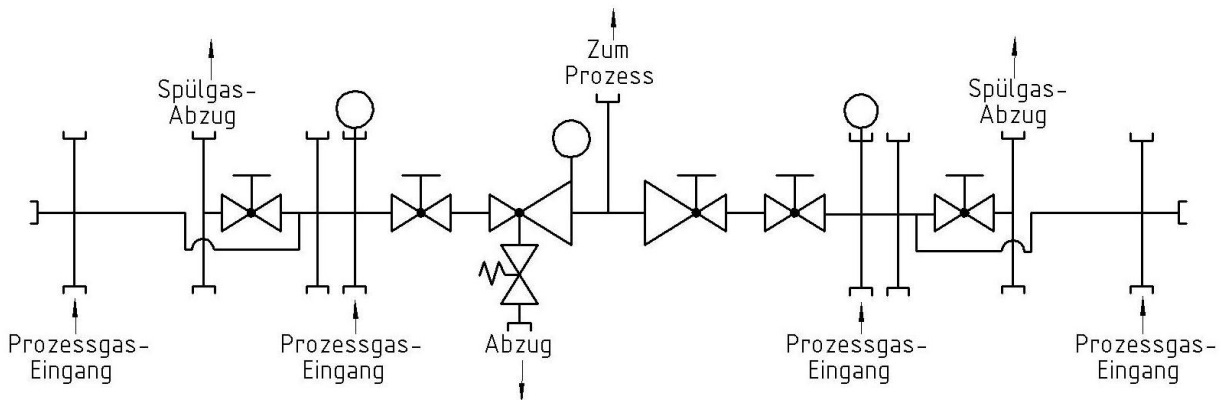 Zum
Prozess
Spülgas-
Abzug
Spülgas-
Abzug
Prozessgas-
Eingang
Prozessgas-
Eingang
Abzug
Prozessgas-
Eingang
Prozessgas-
Eingang